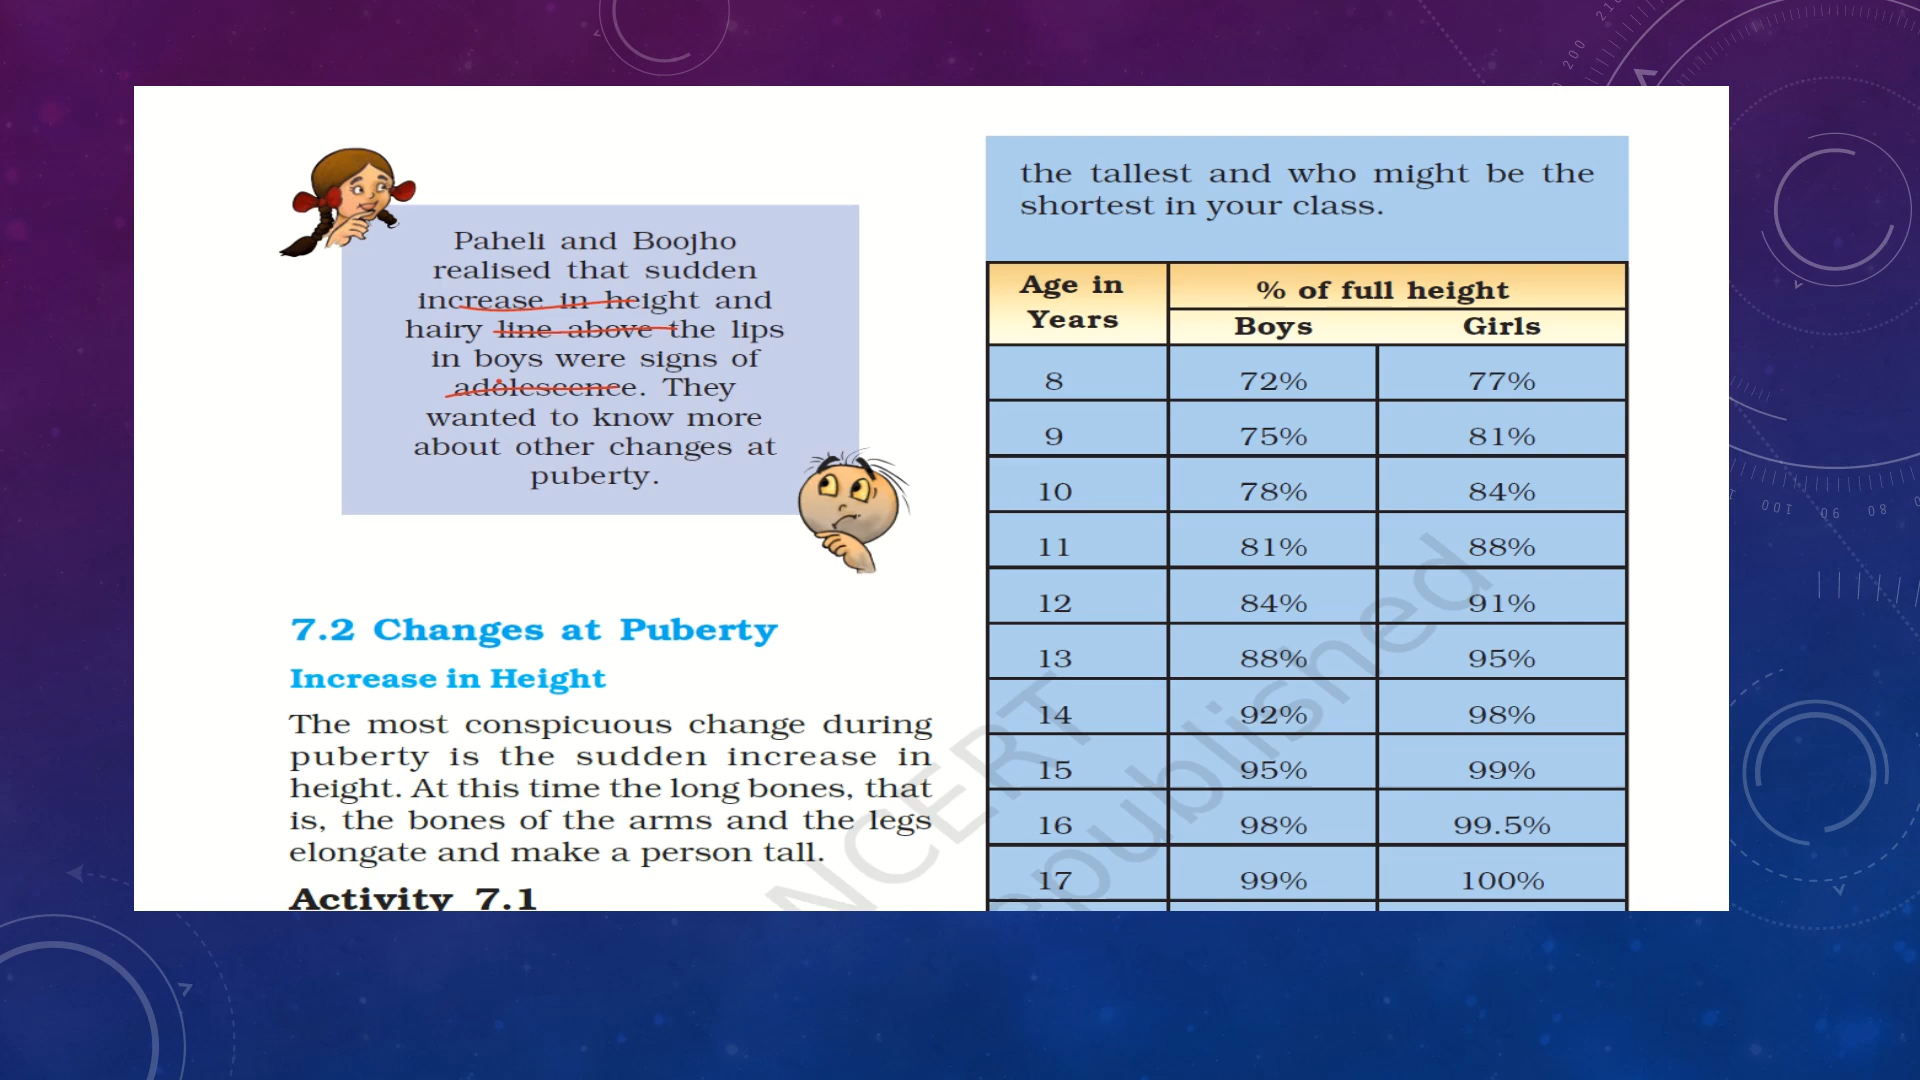 Paheli and Boojho
realised that sudden
increase in height and
hairy line above the lips
in boys were signs of
adolescence. They
wanted to know more
about other changes at
puberty.
7.2 Changes at Puberty
Increase in Height
The most conspicuous change during
puberty is the sudden increase in
height. At this time the long bones, that
is, the bones of the arms and the legs
elongate and make a person tall.
Activity 7.1
the tallest and who might be the
shortest in your class.
Age in Years % of full height
Boys Girls
8 72% 77%
9 75% 81%
10 78% 84%
11 81% 88%
12 84% 91%
13 88% 95%
14 92% 98%
15 95% 99%
16 98% 99.5%
17 99% 100%
NCERT
epublished
200
100 90 80